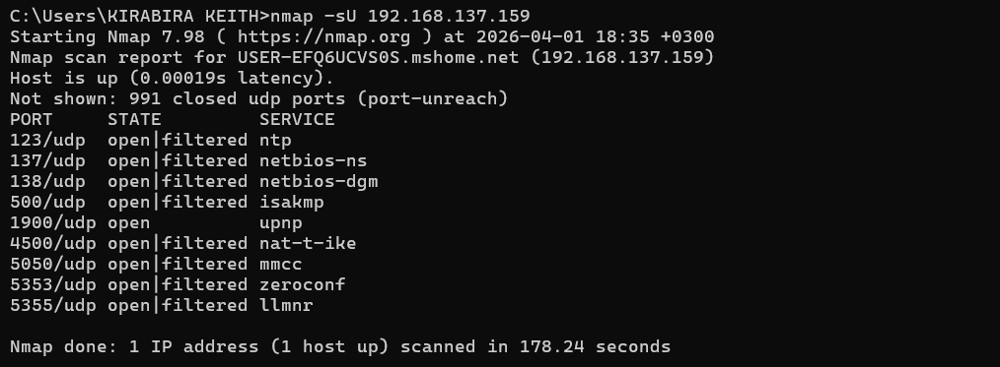 C:\Users\KIRABIRA KEITH>nmap -sU 192.168.137.159
Starting Nmap 7.98 ( https://nmap.org ) at 2026-04-01 18:35 +0300
Nmap scan report for USER-EFQ6UCVS0S.mshome.net (192.168.137.159)
Host is up (0.00019s latency).
Not shown: 991 closed udp ports (port-unreach)
PORT     STATE         SERVICE
123/udp  open|filtered ntp
137/udp  open|filtered netbios-ns
138/udp  open|filtered netbios-dgm
500/udp  open|filtered isakmp
1900/udp open          upnp
4500/udp open|filtered nat-t-ike
5050/udp open|filtered mmcc
5353/udp open|filtered zeroconf
5355/udp open|filtered llmnr
Nmap done: 1 IP address (1 host up) scanned in 178.24 seconds